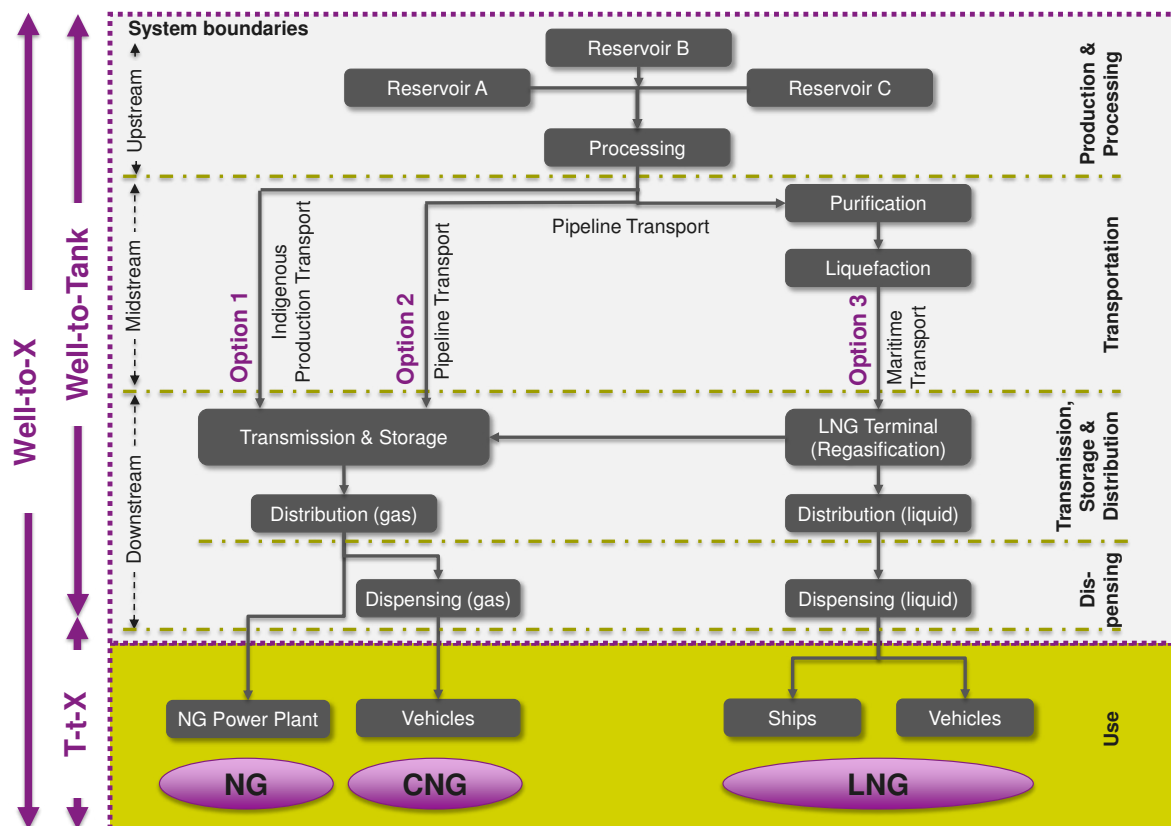 System boundaries
Well-to-X
Well-to-Tank
T-t-X
Upstream
Midstream
Downstream
Reservoir B
Reservoir A
Reservoir C
Processing
Production &
Processing
Purification
Pipeline Transport
Liquefaction
Option 1
Indigenous
Production Transport
Option 2
Pipeline Transport
Option 3
Maritime
Transport
Transportation
Transmission & Storage
LNG Terminal
(Regasification)
Distribution (gas)
Distribution (liquid)
Transmission,
Storage &
Distribution
Dispensing (gas)
Dispensing (liquid)
Dis-
pensing
NG Power Plant
Vehicles
Ships
Vehicles
Use
NG
CNG
LNG